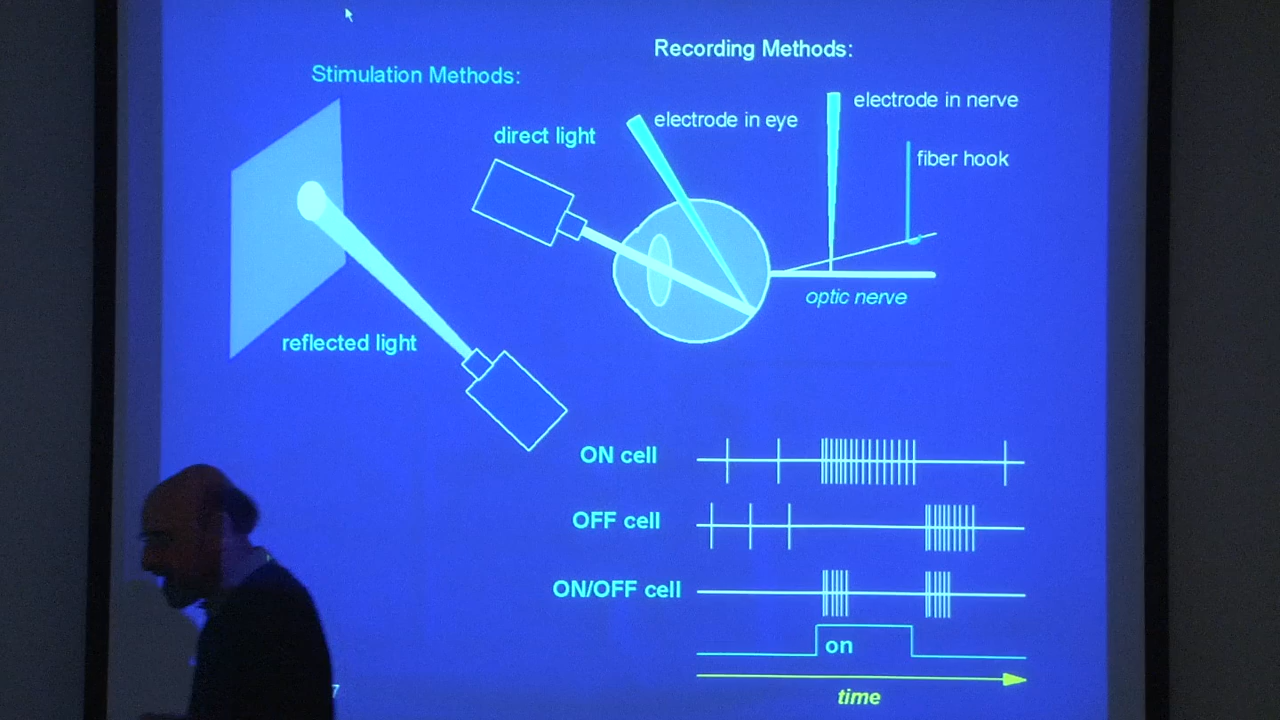 Recording Methods:
Stimulation Methods:
electrode in nerve
electrode in eye
direct light
fiber hook
optic nerve
reflected light
ON cell
OFF cell
ON/OFF cell
on
7
time